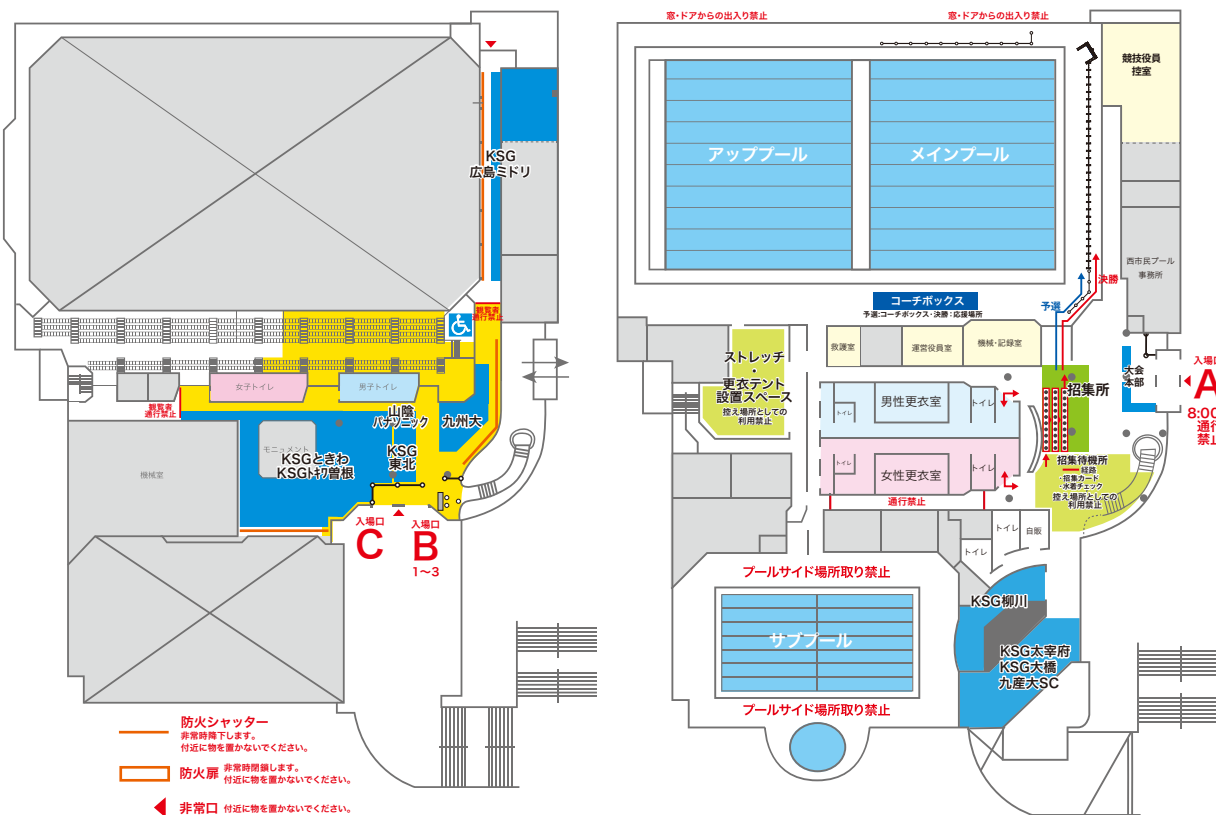 窓・ドアからの出入り禁止
窓・ドアからの出入り禁止
競技役員
控室
KSG
広島ミドリ
アッププール
メインプール
西市民プール
事務所
決勝
予選
コーチボックス
予選:コーチボックス・決勝:応援場所
観覧者
通行禁止
女子トイレ
男子トイレ
観覧者
通行禁止
山陰
パナソニック
九州大
モニュメント
KSGときわ
KSGﾄｷﾜ曽根
KSG
東北
機械室
入場口
C
入場口
B
1〜3
ストレッチ
・
更衣テント
設置スペース
控え場所としての
利用禁止
救護室
運営役員室
機械・記録室
男性更衣室
トイレ
トイレ
女性更衣室
トイレ
トイレ
通行禁止
招集所
大会
本部
入場口
A
8:00
通行
禁止
招集待機所
経路
・招集カード
・水着チェック
控え場所としての
利用禁止
トイレ
自販
トイレ
プールサイド場所取り禁止
サブプール
プールサイド場所取り禁止
KSG柳川
KSG太宰府
KSG大橋
九産大SC
防火シャッター
非常時降下します。
付近に物を置かないでください。
防火扉
非常時閉鎖します。
付近に物を置かないでください。
非常口 付近に物を置かないでください。